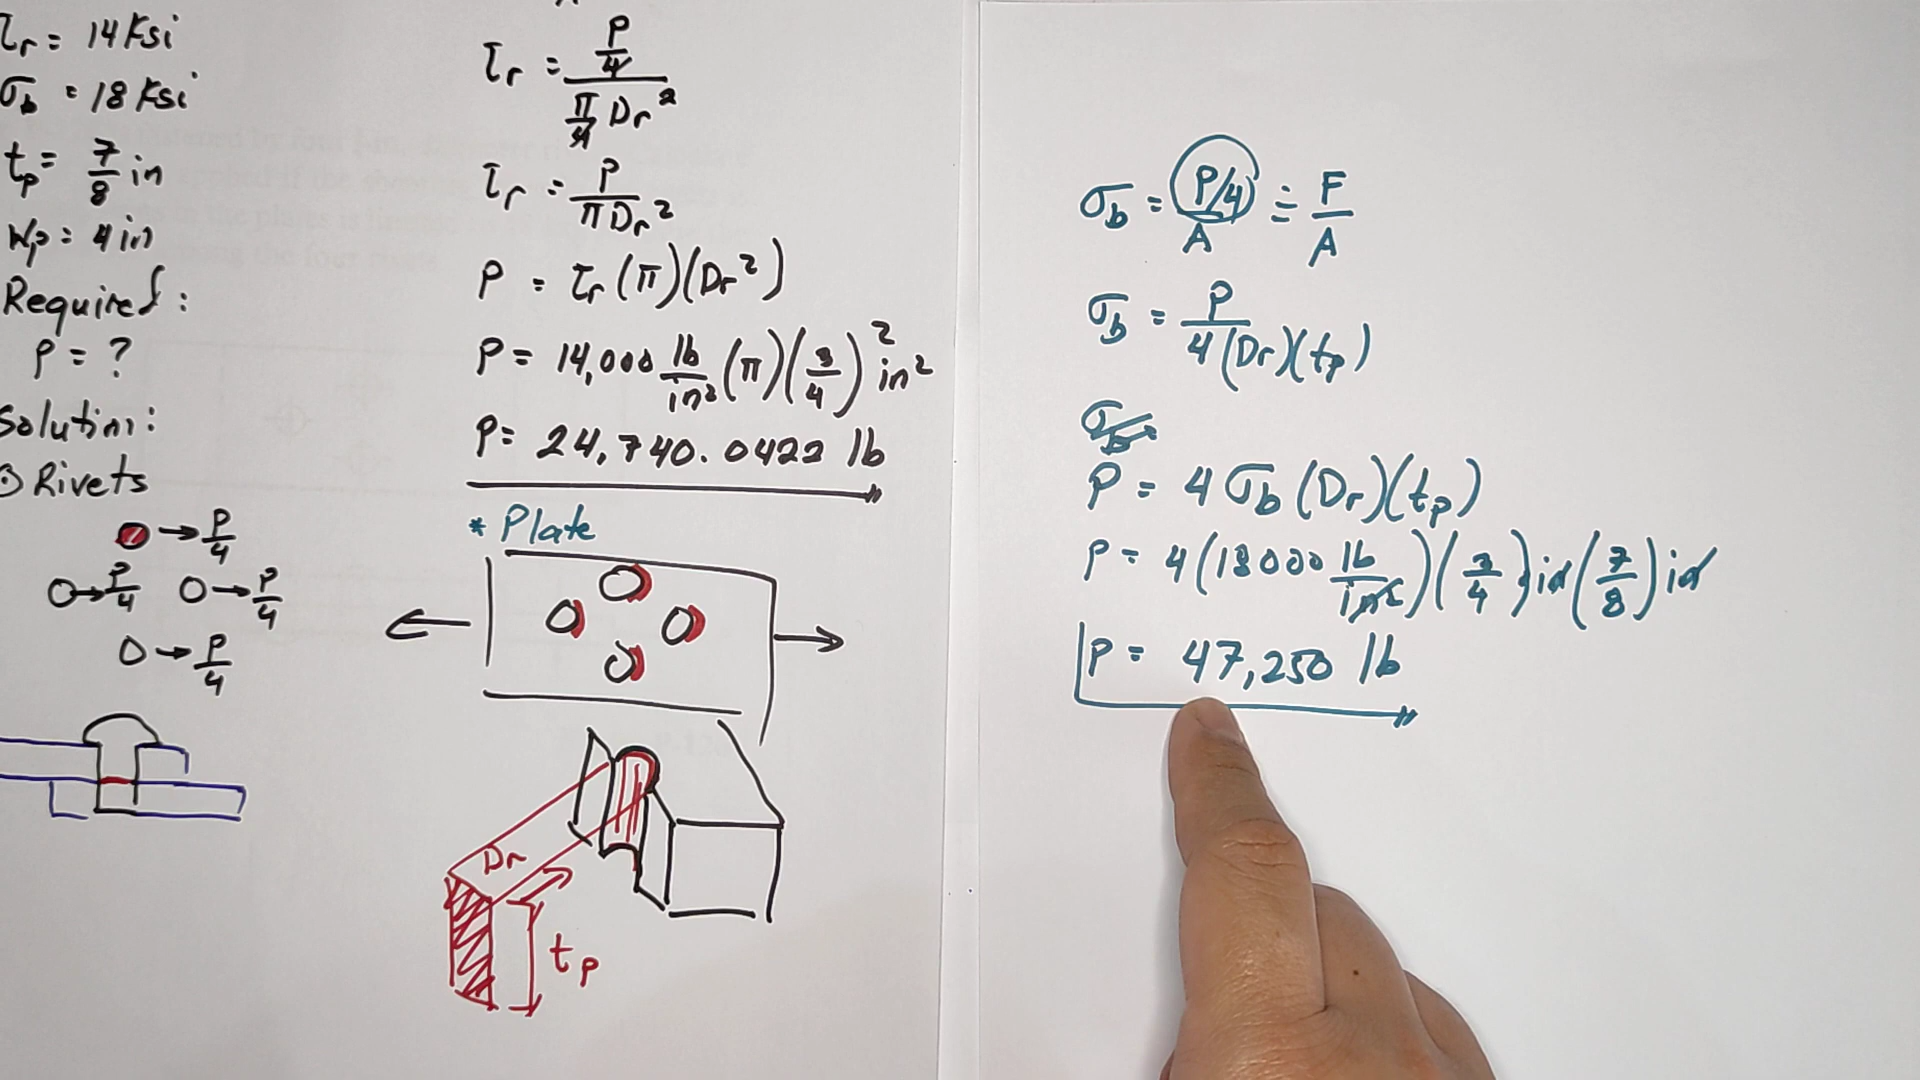 τr = 14 Ksi
σb = 18 Ksi
tp = 7/8 in
Wp = 4 in
Required:
P = ?
Solution:
Rivets
→ P/4
→ P/4 → P/4
→ P/4
τr = (P/4) / (π/4 Dr²)
τr = P / (π Dr²)
P = τr (π)(Dr²)
P = 14,000 lb/in² (π)(3/4)² in²
P = 24,740.0422 lb
* Plate
Dr
tp
σb = (P/4)/A = F/A
σb = P / 4(Dr)(tp)
σb =
P = 4 σb (Dr)(tp)
P = 4(18000 lb/in²)(3/4) in (7/8) in
P = 47,250 lb